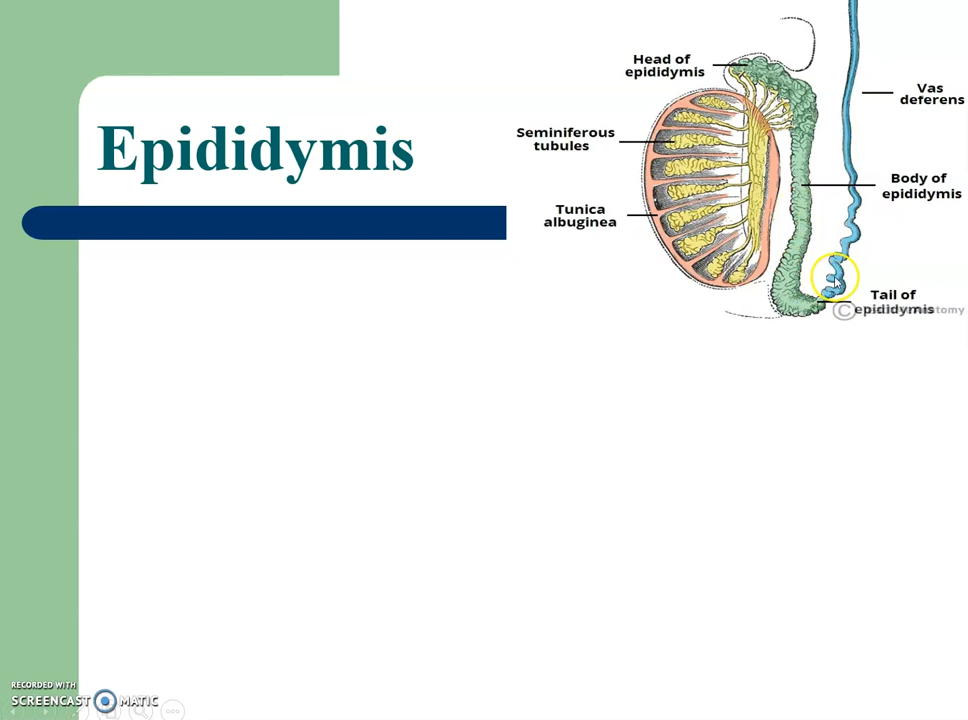 Epididymis
Head of
epididymis
Seminiferous
tubules
Tunica
albuginea
Vas
deferens
Body of
epididymis
Tail of
epididymis
©
RECORDED WITH
SCREENCAST MATIC